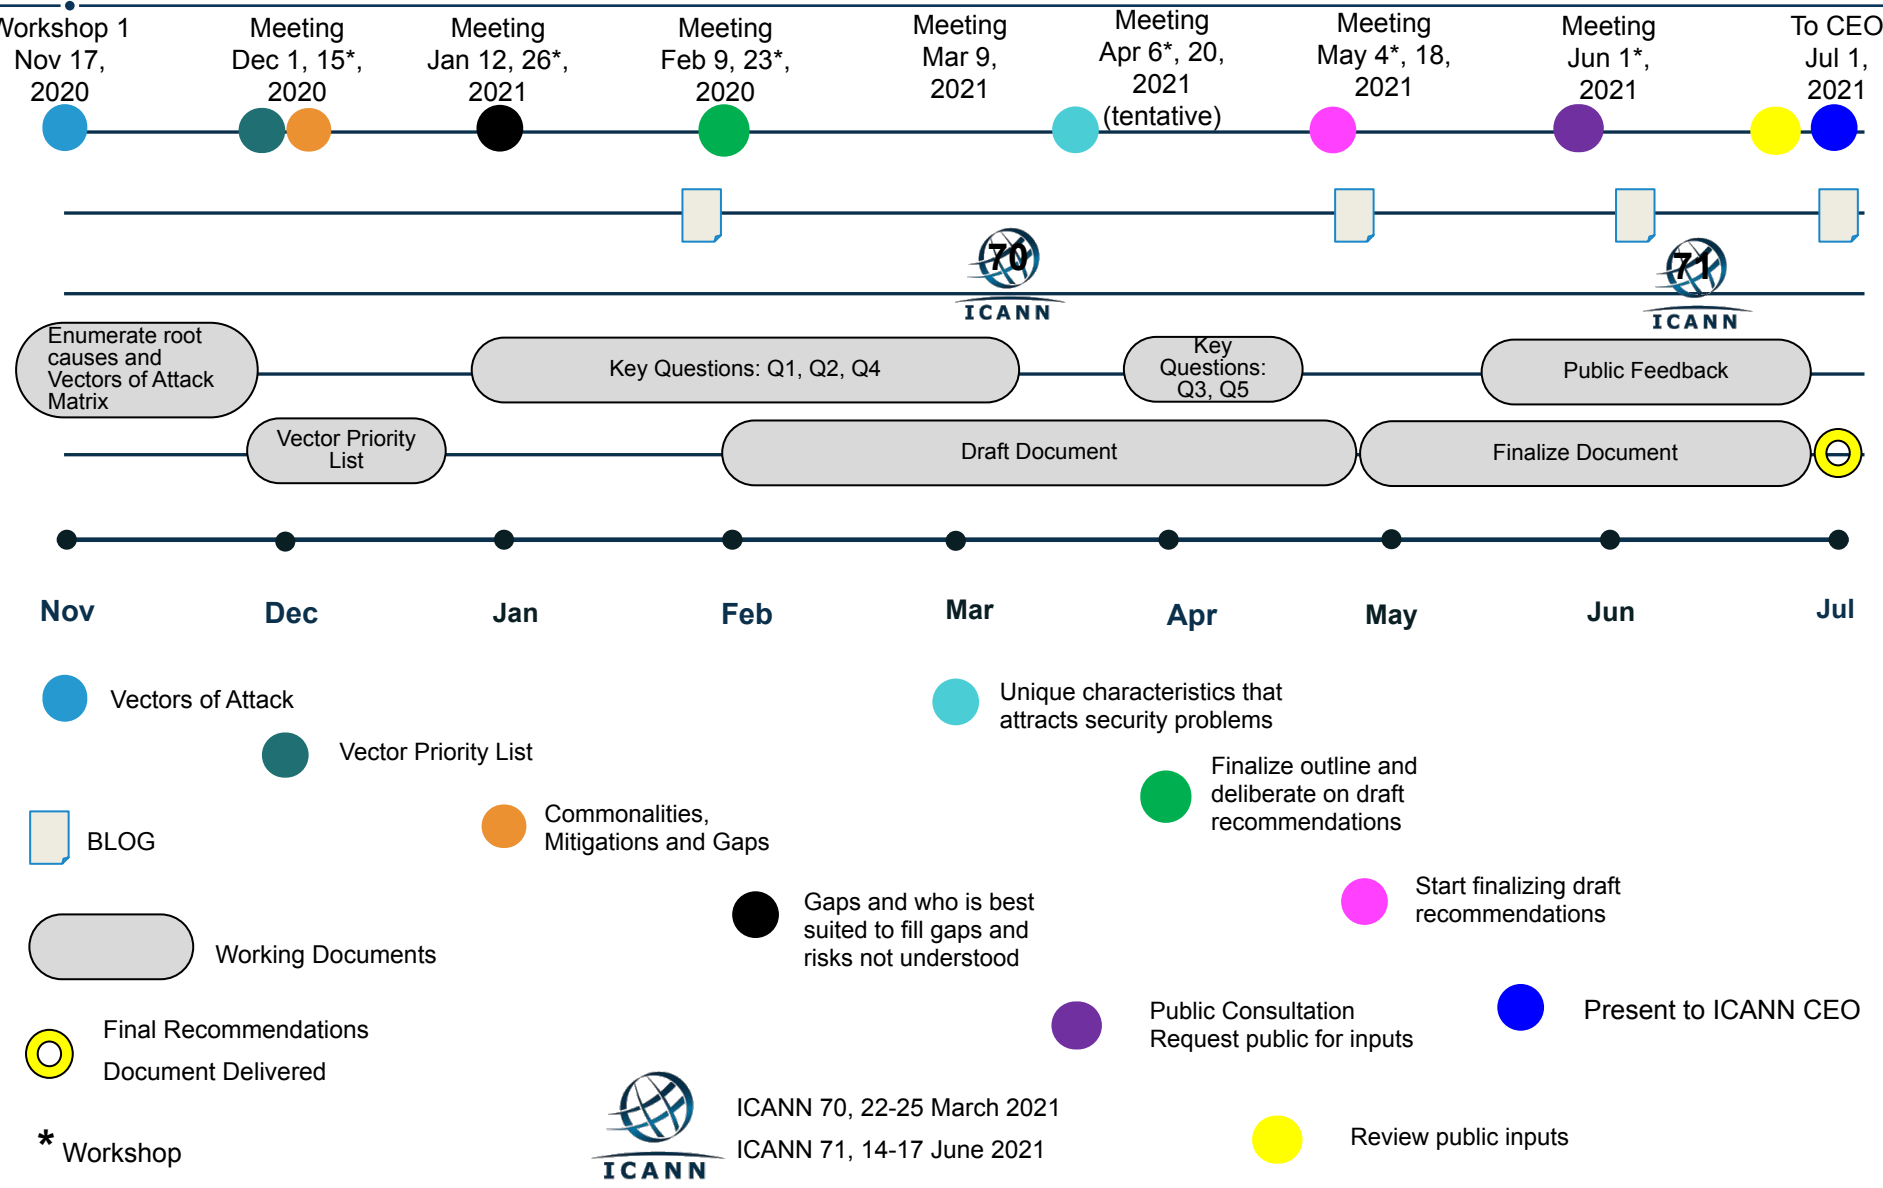 Workshop 1
Nov 17,
2020
Meeting
Dec 1, 15*,
2020
Meeting
Jan 12, 26*,
2021
Meeting
Feb 9, 23*,
2020
Meeting
Mar 9,
2021
Meeting
Apr 6*, 20,
2021
(tentative)
Meeting
May 4*, 18,
2021
Meeting
Jun 1*,
2021
To CEO
Jul 1,
2021
70
ICANN
71
ICANN
Enumerate root
causes and
Vectors of Attack
Matrix
Key Questions: Q1, Q2, Q4
Key
Questions:
Q3, Q5
Public Feedback
Vector Priority
List
Draft Document
Finalize Document
Nov
Dec
Jan
Feb
Mar
Apr
May
Jun
Jul
Vectors of Attack
Vector Priority List
BLOG
Commonalities,
Mitigations and Gaps
Gaps and who is best
suited to fill gaps and
risks not understood
Unique characteristics that
attracts security problems
Finalize outline and
deliberate on draft
recommendations
Start finalizing draft
recommendations
Working Documents
Public Consultation
Request public for inputs
Present to ICANN CEO
Final Recommendations
Document Delivered
ICANN
ICANN 70, 22-25 March 2021
ICANN 71, 14-17 June 2021
Review public inputs
* Workshop